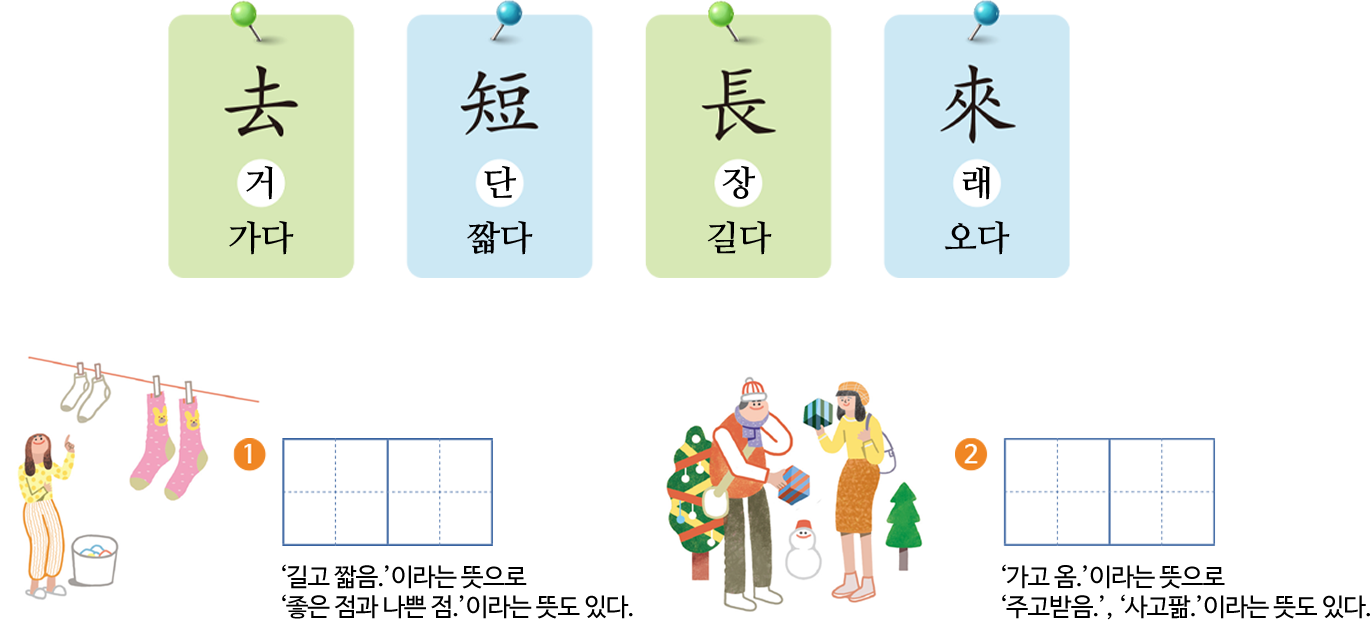 去 短 長 來
거 단 장 래
가다 짧다 길다 오다
1
‘길고 짧음.’이라는 뜻으로
‘좋은 점과 나쁜 점.’이라는 뜻도 있다.
2
‘가고 옴.’이라는 뜻으로
‘주고받음.’, ‘사고팖.’이라는 뜻도 있다.